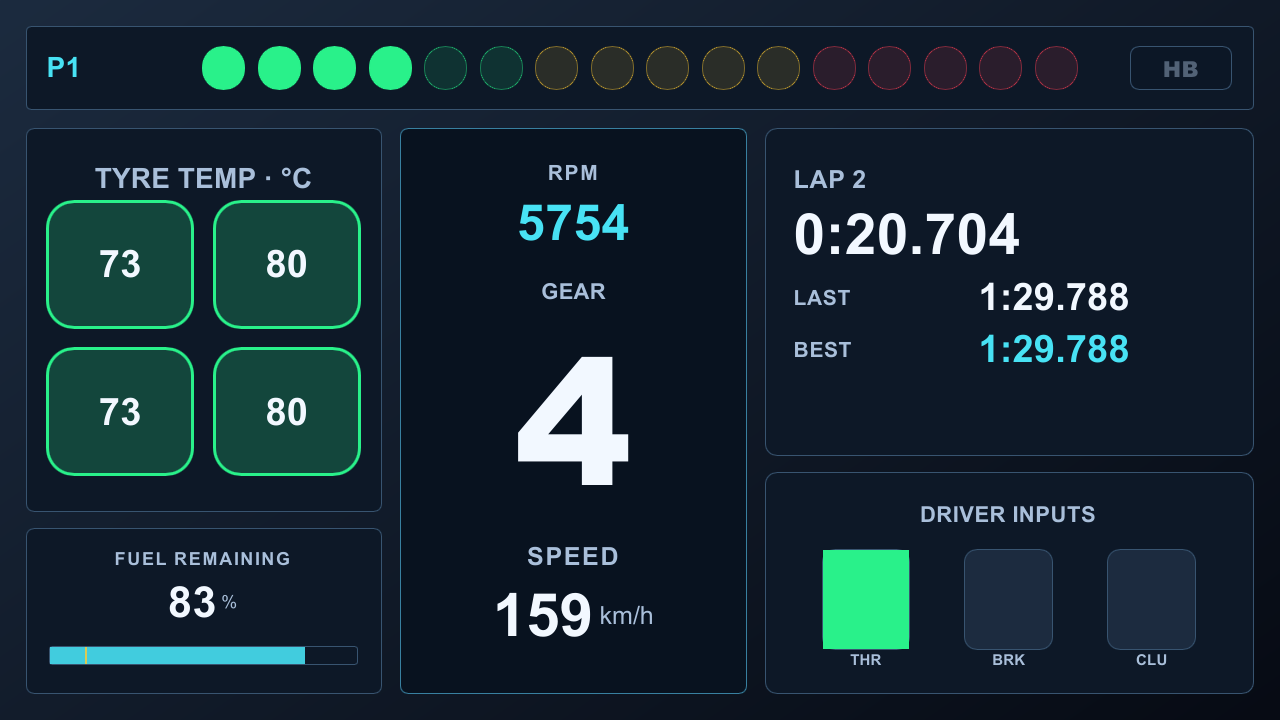 P1
HB
TYRE TEMP · °C
73 80
73 80
FUEL REMAINING
83 %
RPM
5754
GEAR
4
SPEED
159 km/h
LAP 2
0:20.704
LAST 1:29.788
BEST 1:29.788
DRIVER INPUTS
THR BRK CLU